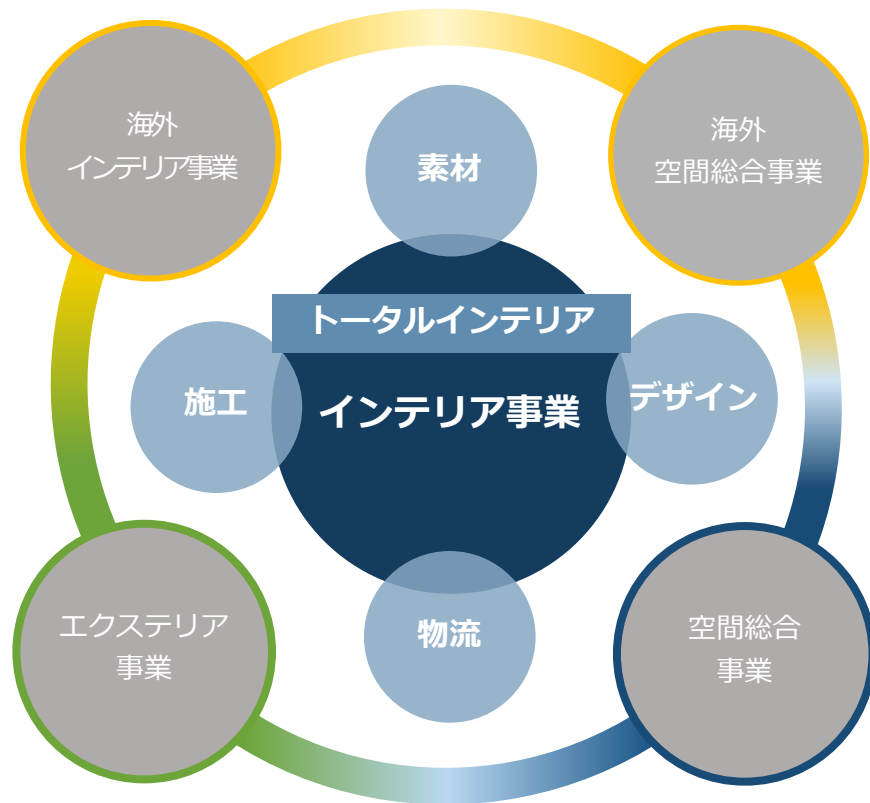 海外
インテリア事業
海外
空間総合事業
素材
トータルインテリア
施工
インテリア事業
デザイン
エクステリア
事業
物流
空間総合
事業